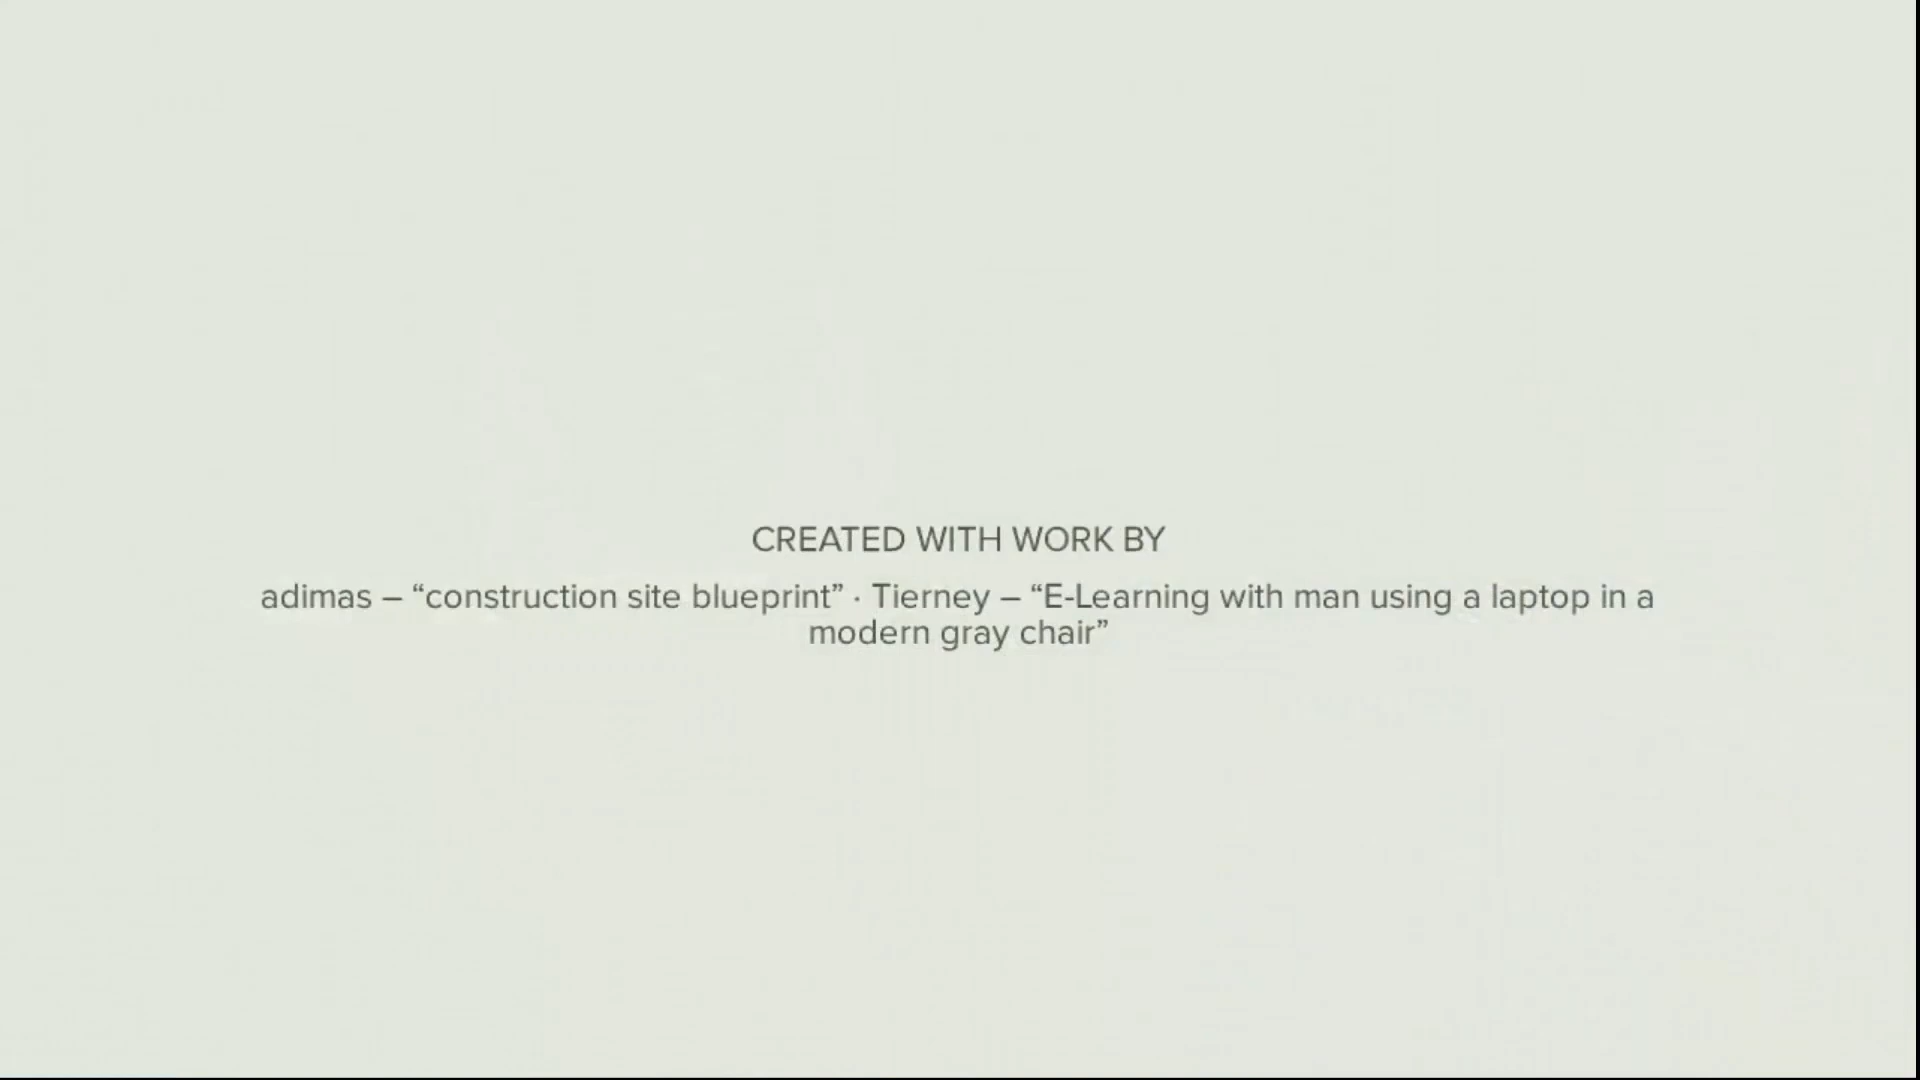 CREATED WITH WORK BY
adimas – “construction site blueprint” · Tierney – “E-Learning with man using a laptop in a
modern gray chair”